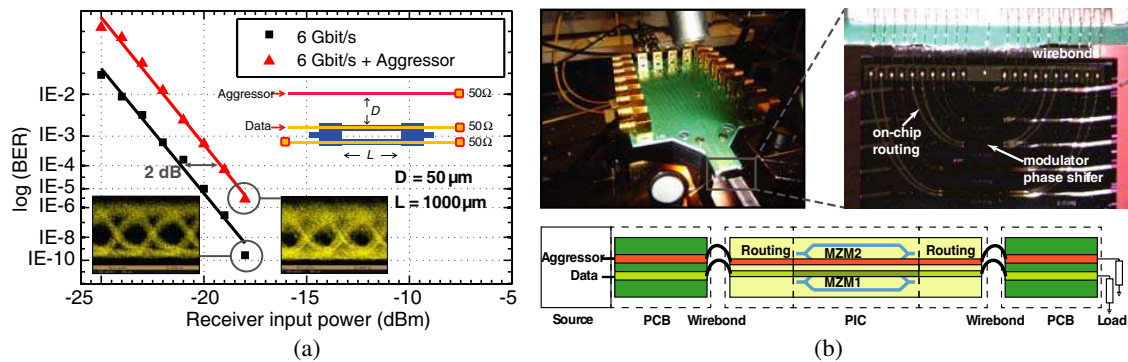 (a)
6 Gbit/s
6 Gbit/s + Aggressor
IE-2
IE-3
IE-4
IE-5
IE-6
IE-8
IE-10
log (BER)
Aggressor
50Ω
D
Data
50Ω
50Ω
L
2 dB
D = 50 µm
L = 1000 µm
-25
-20
-15
-10
-5
Receiver input power (dBm)
(a)
(b)
wirebonds
on-chip
routing
modulator
phase shifer
Aggressor
Data
Routing
MZM2
Routing
MZM1
Source
PCB
Wirebond
PIC
Wirebond
PCB
Load
(b)